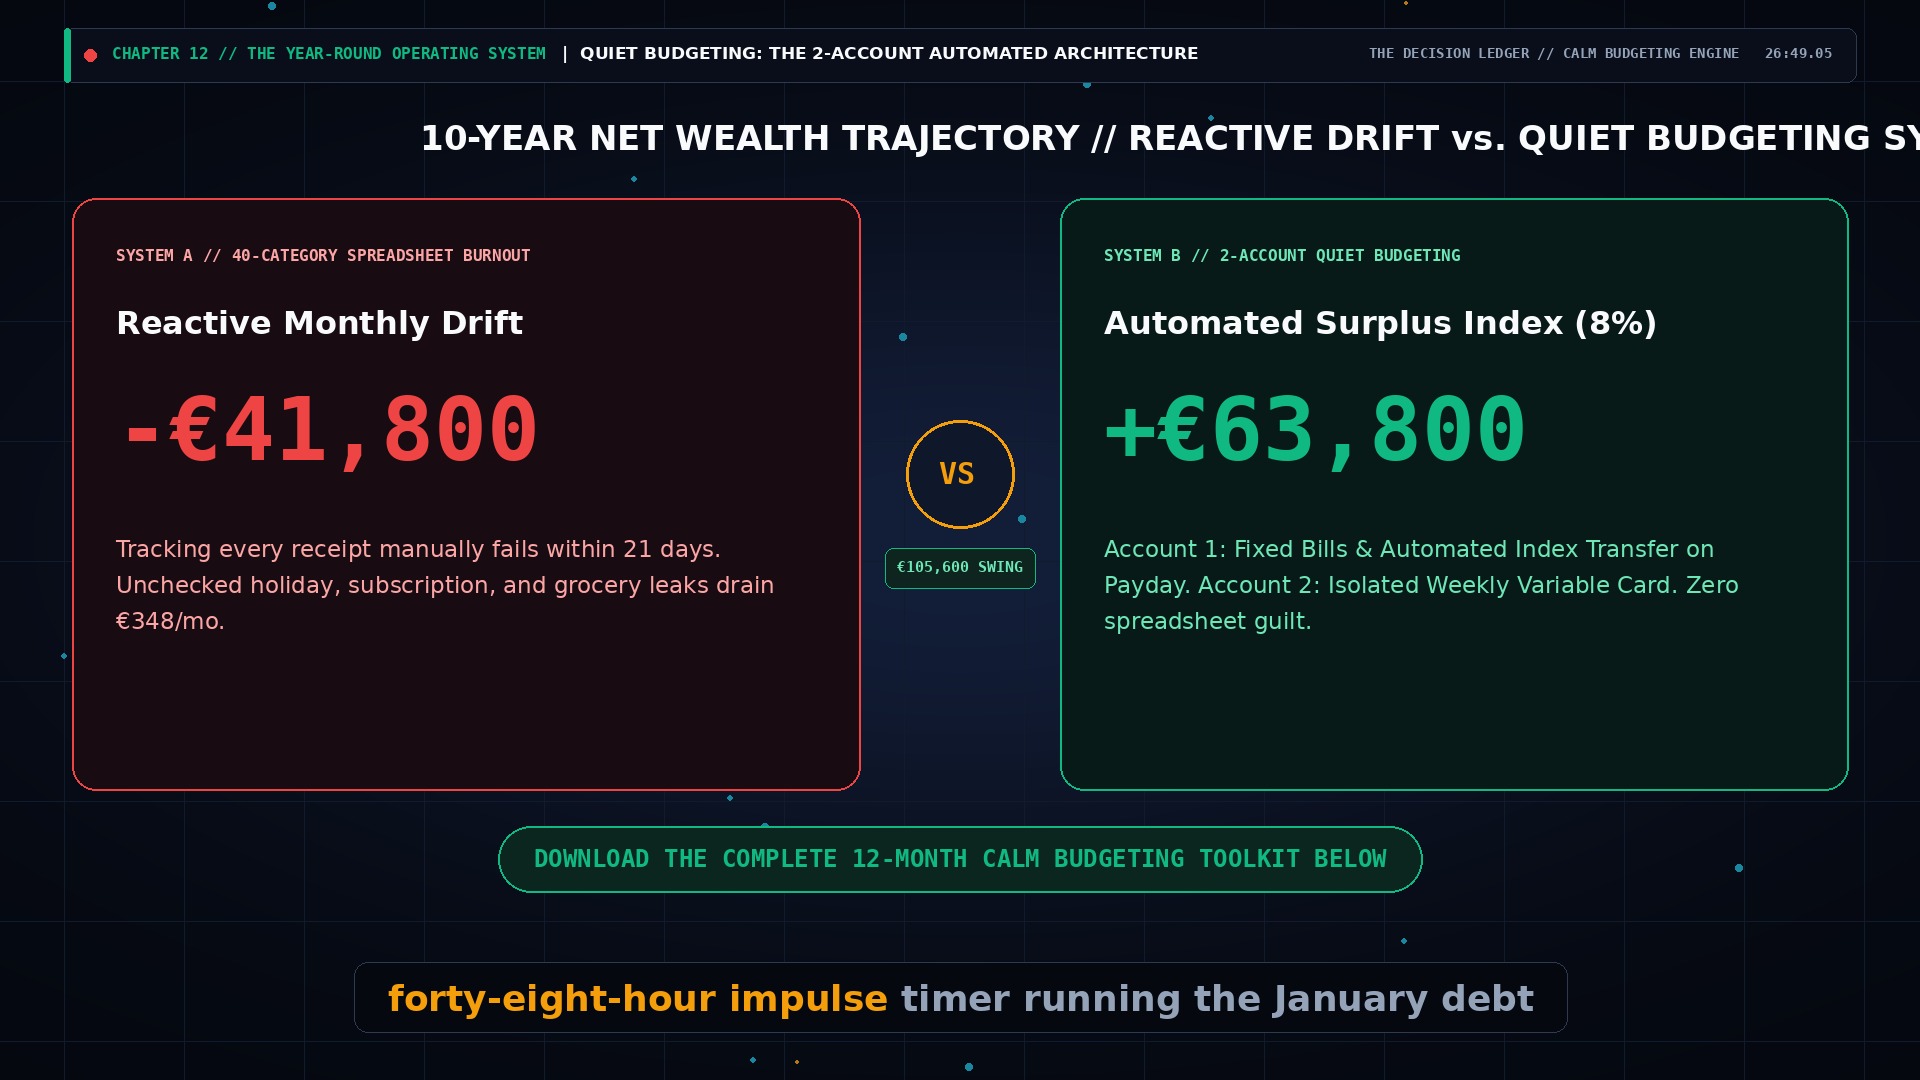 CHAPTER 12 // THE YEAR-ROUND OPERATING SYSTEM | QUIET BUDGETING: THE 2-ACCOUNT AUTOMATED ARCHITECTURE
THE DECISION LEDGER // CALM BUDGETING ENGINE 26:49.05
10-YEAR NET WEALTH TRAJECTORY // REACTIVE DRIFT vs. QUIET BUDGETING SY
SYSTEM A // 40-CATEGORY SPREADSHEET BURNOUT
Reactive Monthly Drift
-€41,800
Tracking every receipt manually fails within 21 days.
Unchecked holiday, subscription, and grocery leaks drain
€348/mo.
VS
€105,600 SWING
SYSTEM B // 2-ACCOUNT QUIET BUDGETING
Automated Surplus Index (8%)
+€63,800
Account 1: Fixed Bills & Automated Index Transfer on
Payday. Account 2: Isolated Weekly Variable Card. Zero
spreadsheet guilt.
DOWNLOAD THE COMPLETE 12-MONTH CALM BUDGETING TOOLKIT BELOW
forty-eight-hour impulse timer running the January debt